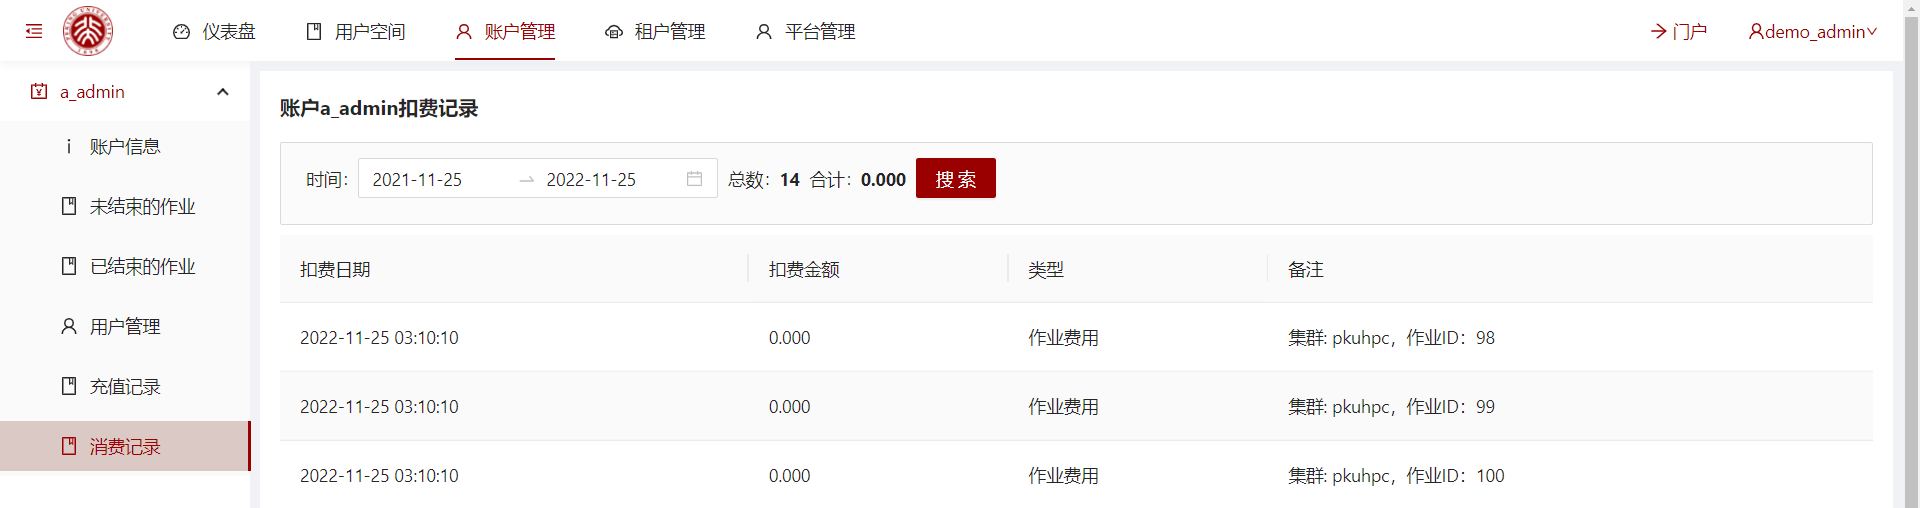 仪表盘 用户空间 账户管理 租户管理 平台管理 门户 demo_admin
a_admin
账户信息
未结束的作业
已结束的作业
用户管理
充值记录
消费记录
账户a_admin扣费记录
时间: 2021-11-25 2022-11-25 总数: 14 合计: 0.000 搜索
扣费日期 扣费金额 类型 备注
2022-11-25 03:10:10 0.000 作业费用 集群: pkuhpc，作业ID：98
2022-11-25 03:10:10 0.000 作业费用 集群: pkuhpc，作业ID：99
2022-11-25 03:10:10 0.000 作业费用 集群: pkuhpc，作业ID：100